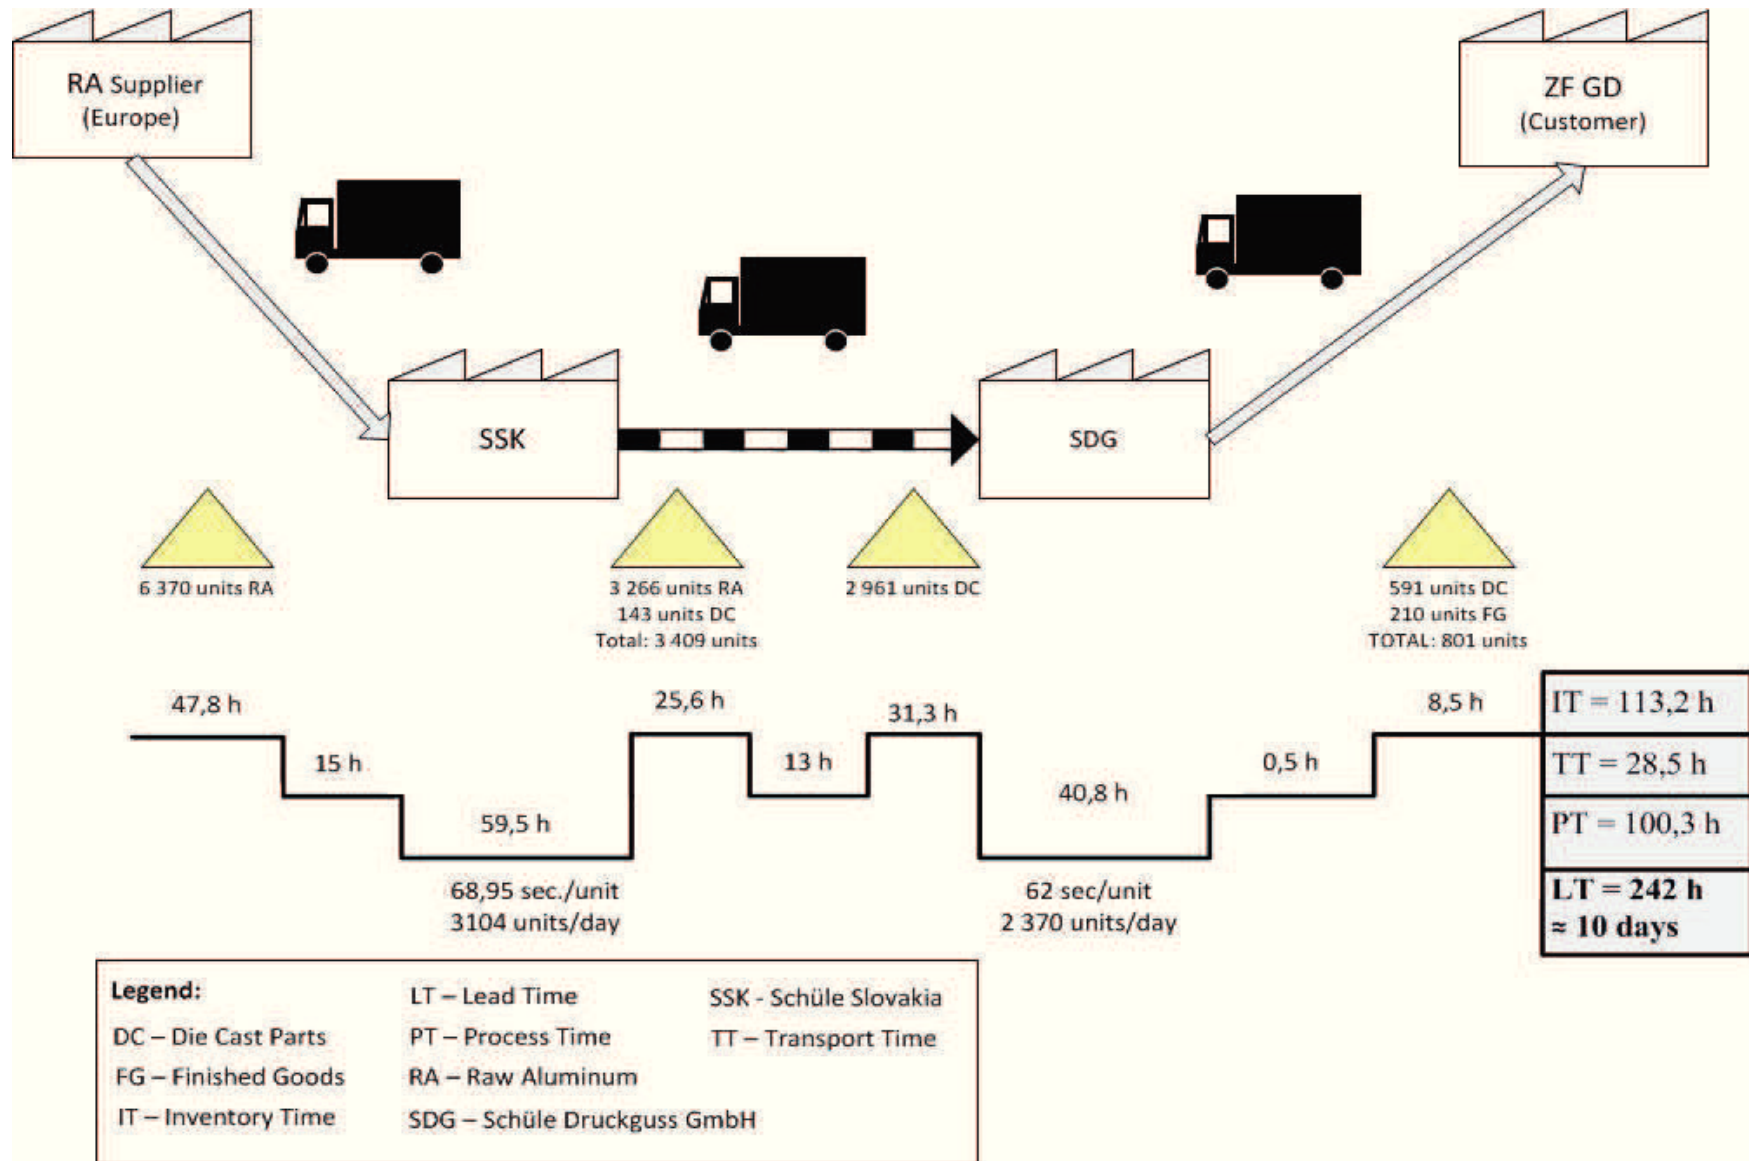 RA Supplier
(Europe)
ZF GD
(Customer)
SSK
SDG
6 370 units RA
3 266 units RA
143 units DC
Total: 3 409 units
2 961 units DC
591 units DC
210 units FG
TOTAL: 801 units
47,8 h
15 h
59,5 h
25,6 h
13 h
31,3 h
40,8 h
0,5 h
8,5 h
68,95 sec./unit
3104 units/day
62 sec/unit
2 370 units/day
IT = 113,2 h
TT = 28,5 h
PT = 100,3 h
LT = 242 h
≈ 10 days
Legend:
DC – Die Cast Parts
FG – Finished Goods
IT – Inventory Time
LT – Lead Time
PT – Process Time
RA – Raw Aluminum
SDG – Schüle Druckguss GmbH
SSK - Schüle Slovakia
TT – Transport Time